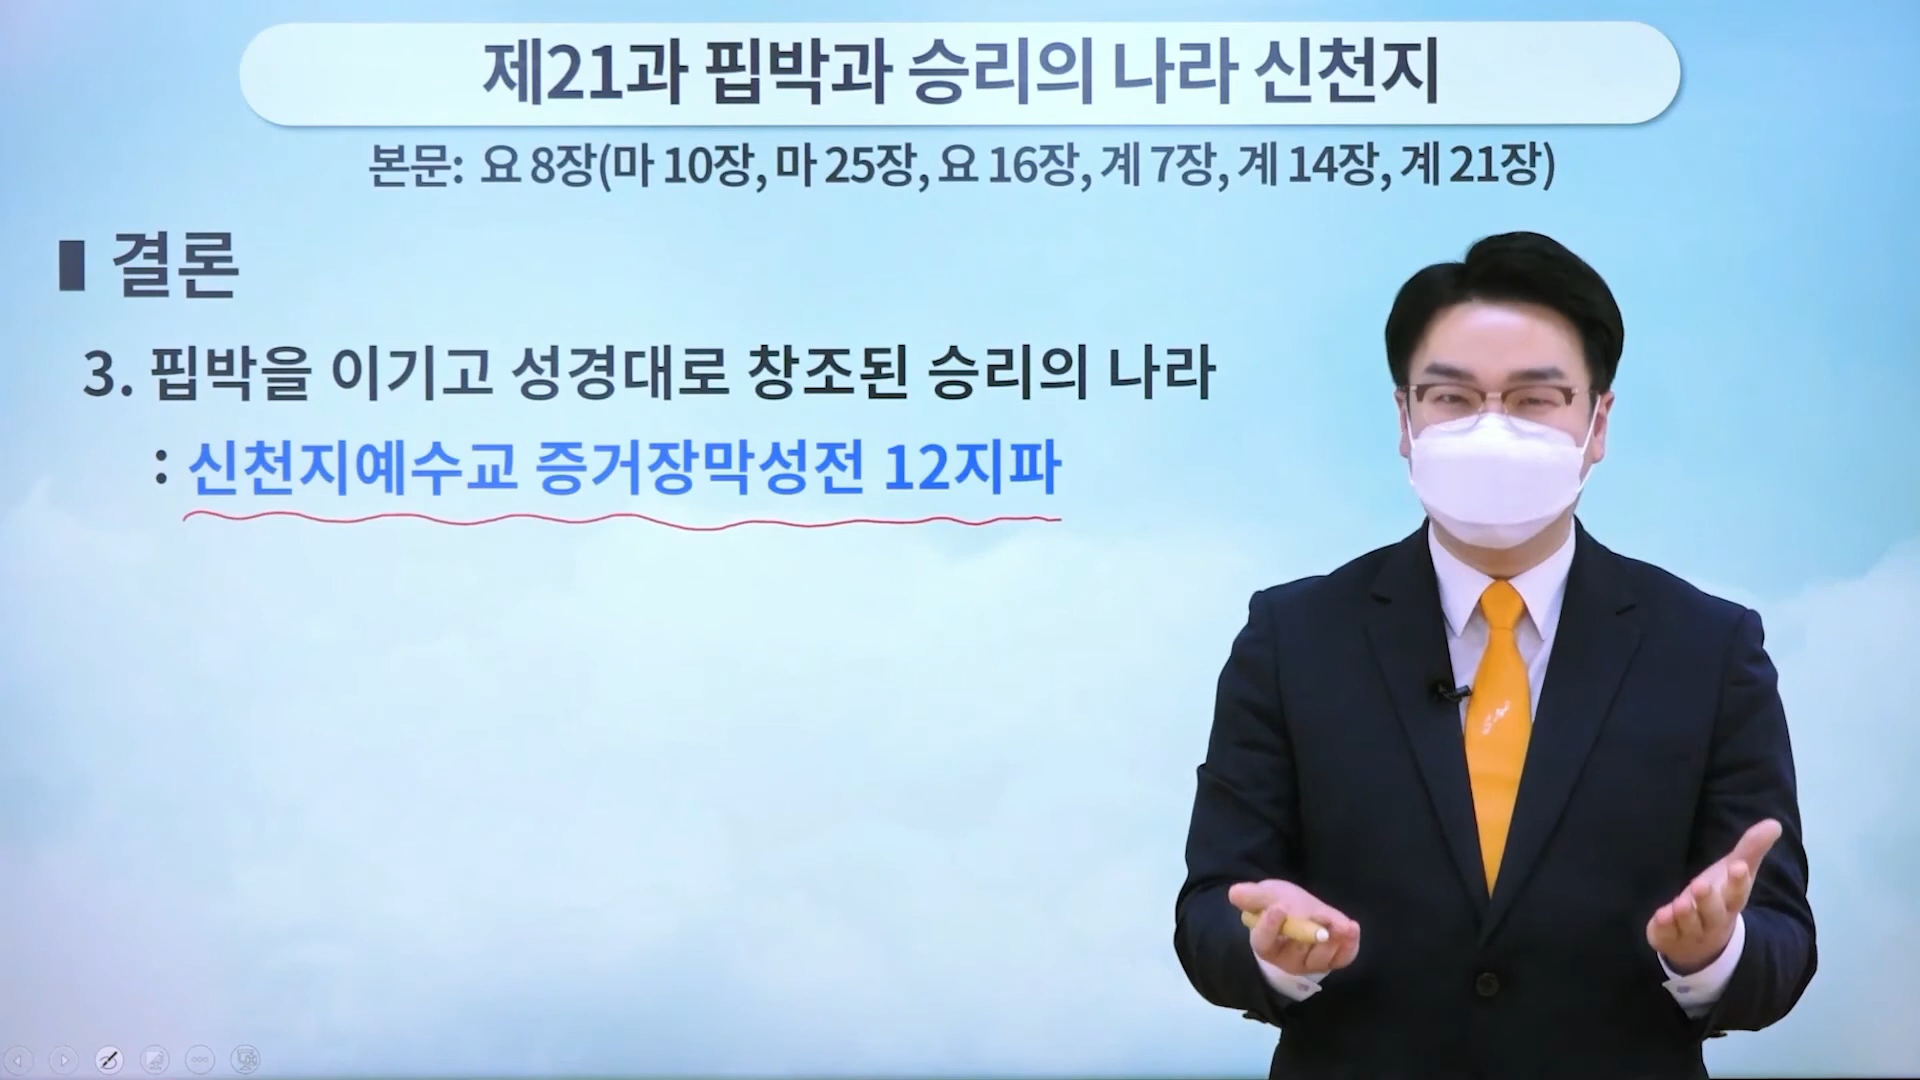 제21과 핍박과 승리의 나라 신천지
본문: 요 8장(마 10장, 마 25장, 요 16장, 계 7장, 계 14장, 계 21장)
결론
3. 핍박을 이기고 성경대로 창조된 승리의 나라
: 신천지예수교 증거장막성전 12지파